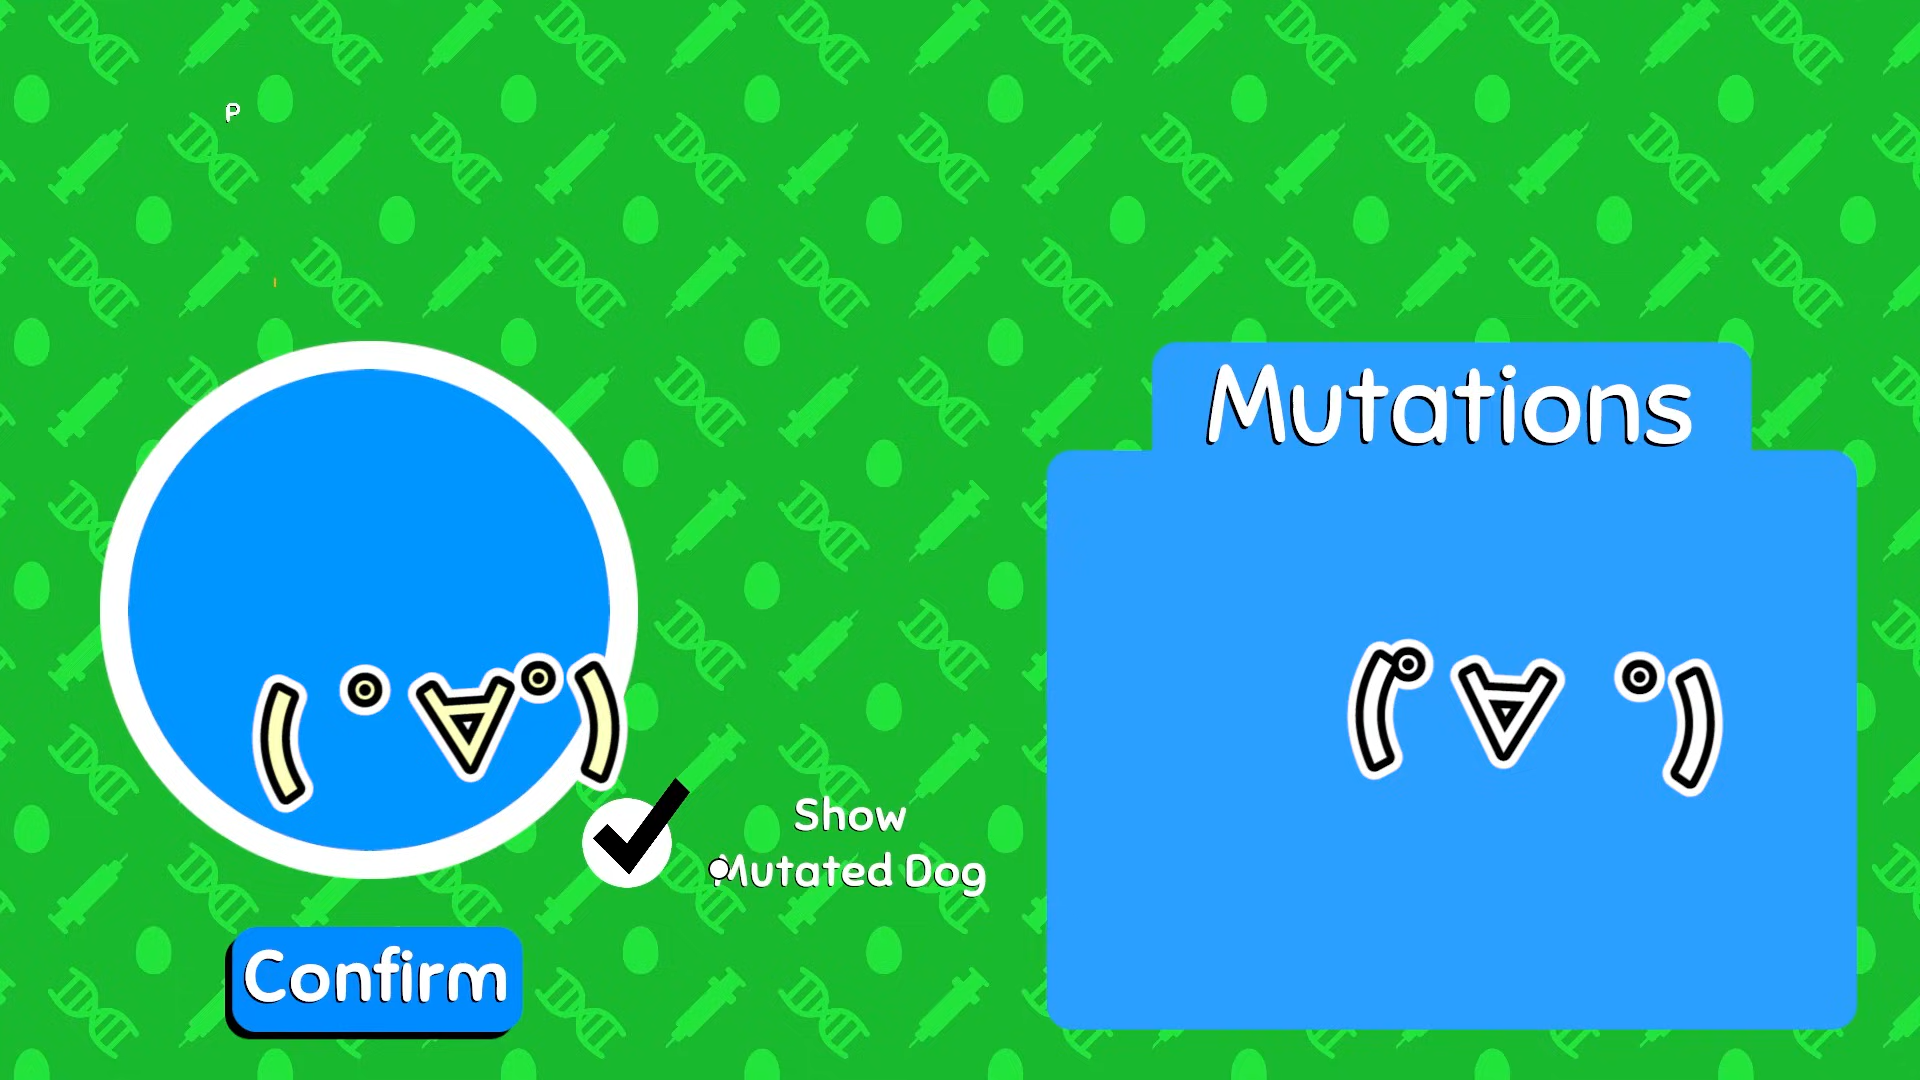 P
Mutations
( ° ∀ °)
(° ∀ °)
Show
Mutated Dog
Confirm